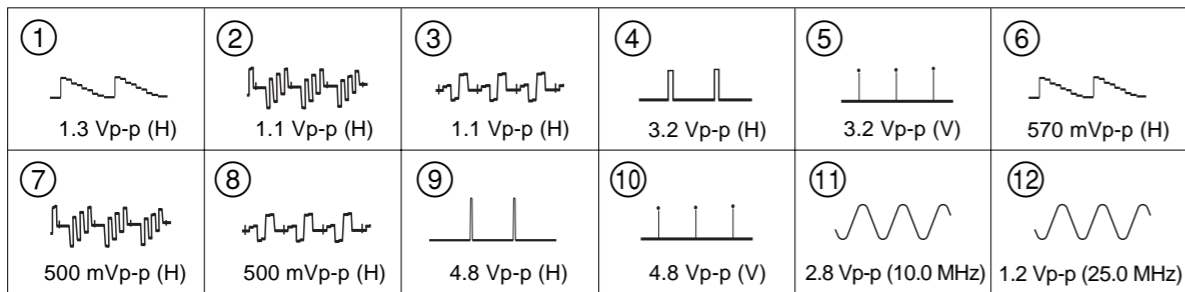 ① ② ③ ④ ⑤ ⑥
1.3 Vp-p (H) 1.1 Vp-p (H) 1.1 Vp-p (H) 3.2 Vp-p (H) 3.2 Vp-p (V) 570 mVp-p (H)
⑦ ⑧ ⑨ ⑩ ⑪ ⑫
500 mVp-p (H) 500 mVp-p (H) 4.8 Vp-p (H) 4.8 Vp-p (V) 2.8 Vp-p (10.0 MHz) 1.2 Vp-p (25.0 MHz)